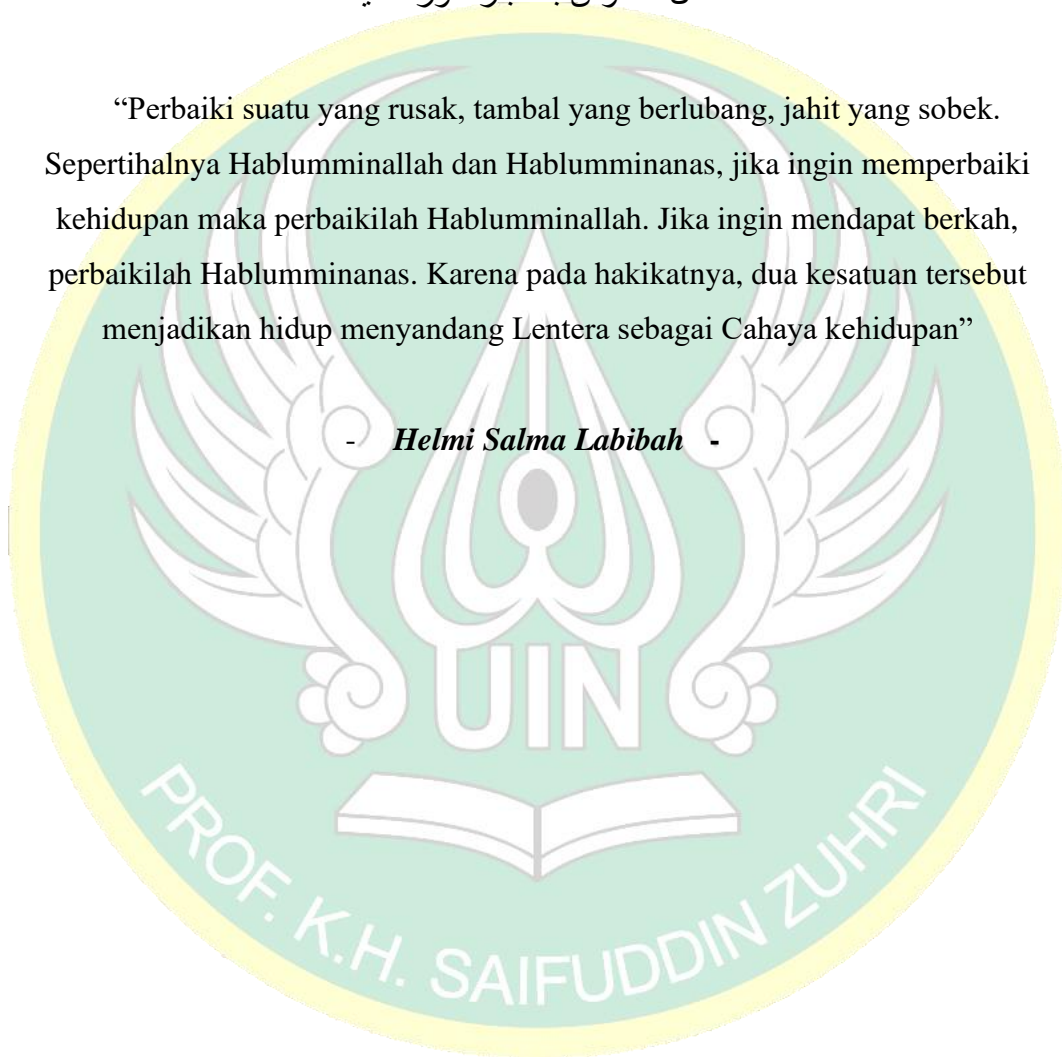 “Perbaiki suatu yang rusak, tambal yang berlubang, jahit yang sobek.
Sepertihalnya Hablumminallah dan Hablumminanas, jika ingin memperbaiki
kehidupan maka perbaikilah Hablumminallah. Jika ingin mendapat berkah,
perbaikilah Hablumminanas. Karena pada hakikatnya, dua kesatuan tersebut
menjadikan hidup menyandang Lentera sebagai Cahaya kehidupan”
- Helmi Salma Labibah -
UIN
PROF. K.H. SAIFUDDIN ZUHRI